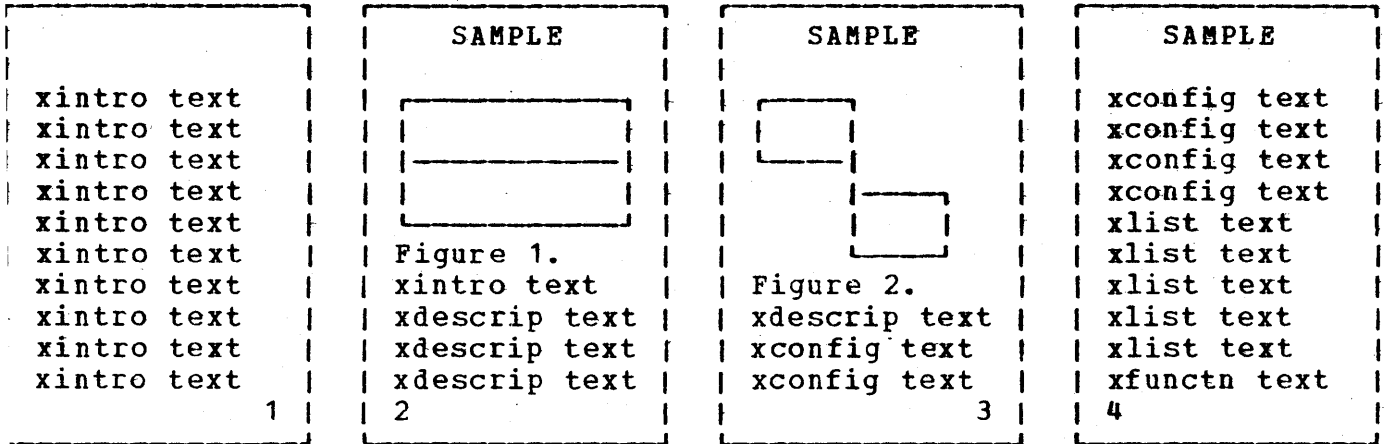 xintro text
xintro text
xintro text
xintro text
xintro text
xintro text
xintro text
xintro text
xintro text
xintro text
1
SAMPLE
Figure 1.
xintro text
xdescrip text
xdescrip text
xdescrip text
2
SAMPLE
Figure 2.
xdescrip text
xconfig text
xconfig text
3
SAMPLE
xconfig text
xconfig text
xconfig text
xconfig text
xlist text
xlist text
xlist text
xlist text
xlist text
xfunctn text
4